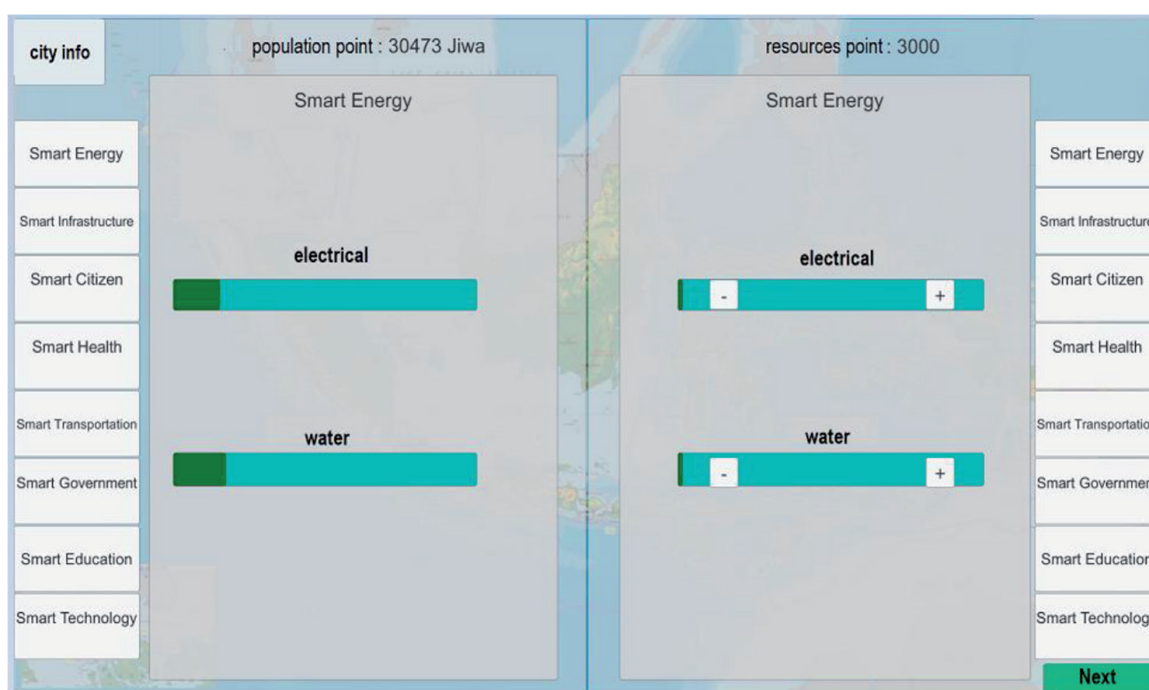 city info
population point : 30473 Jiwa
resources point : 3000
Smart Energy
Smart Infrastructure
Smart Citizen
Smart Health
Smart Transportation
Smart Government
Smart Education
Smart Technology
Smart Energy
electrical
water
Smart Energy
electrical
- +
water
- +
Smart Energy
Smart Infrastructure
Smart Citizen
Smart Health
Smart Transportatio
Smart Governmen
Smart Education
Smart Technolog
Next